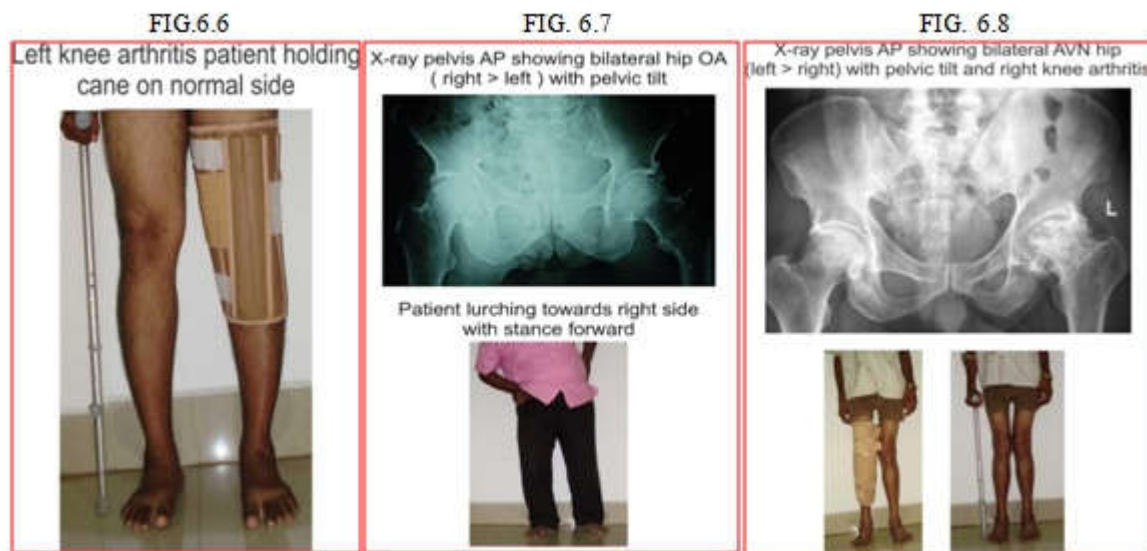 FIG.6.6
Left knee arthritis patient holding
cane on normal side
FIG. 6.7
X-ray pelvis AP showing bilateral hip OA
( right > left ) with pelvic tilt
Patient lurching towards right side
with stance forward
FIG. 6.8
X-ray pelvis AP showing bilateral AVN hip
(left > right) with pelvic tilt and right knee arthritis
L